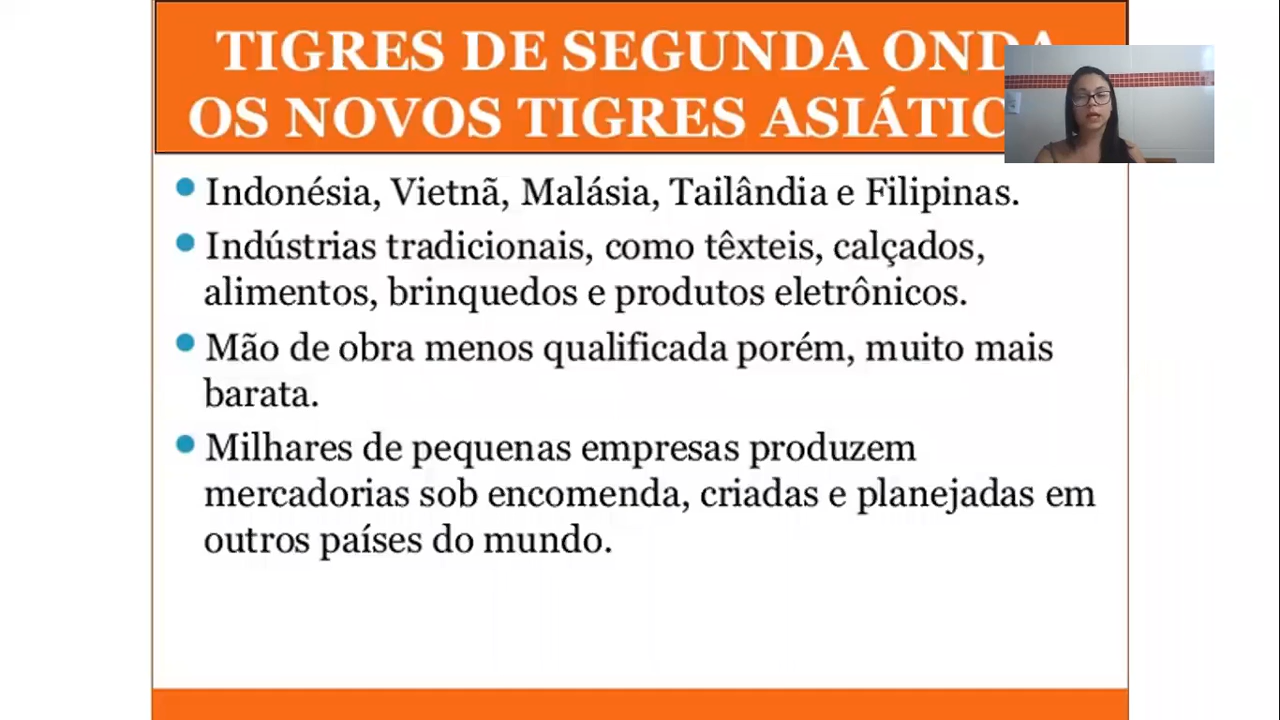 TIGRES DE SEGUNDA
OS NOVOS TIGRES
Indonésia, Vietnã, Malásia, Tailândia e Filipinas.
Indústrias tradicionais, como têxteis, calçados,
alimentos, brinquedos e produtos eletrônicos.
Mão de obra menos qualificada porém, muito mais
barata.
Milhares de pequenas empresas produzem
mercadorias sob encomenda, criadas e planejadas em
outros países do mundo.